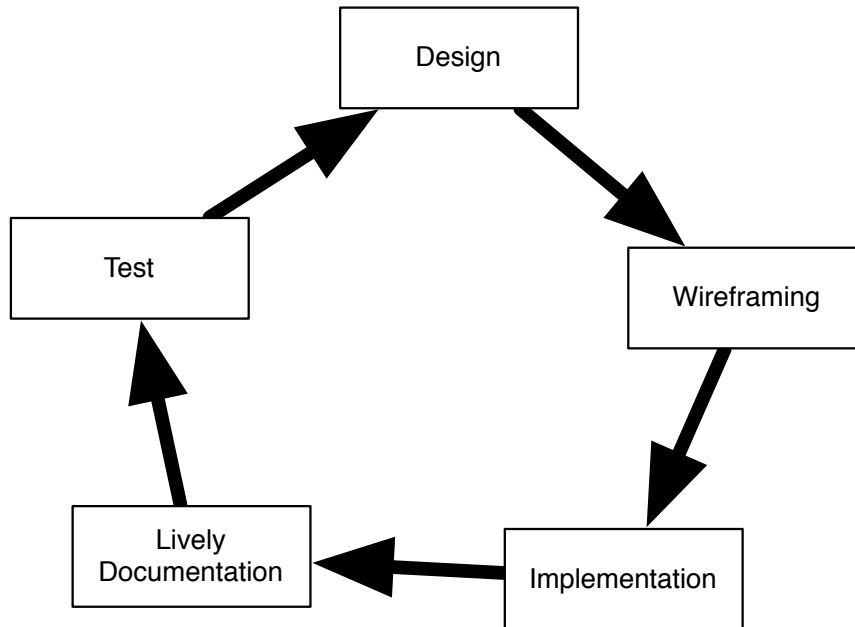 Design
Wireframing
Implementation
Lively
Documentation
Test